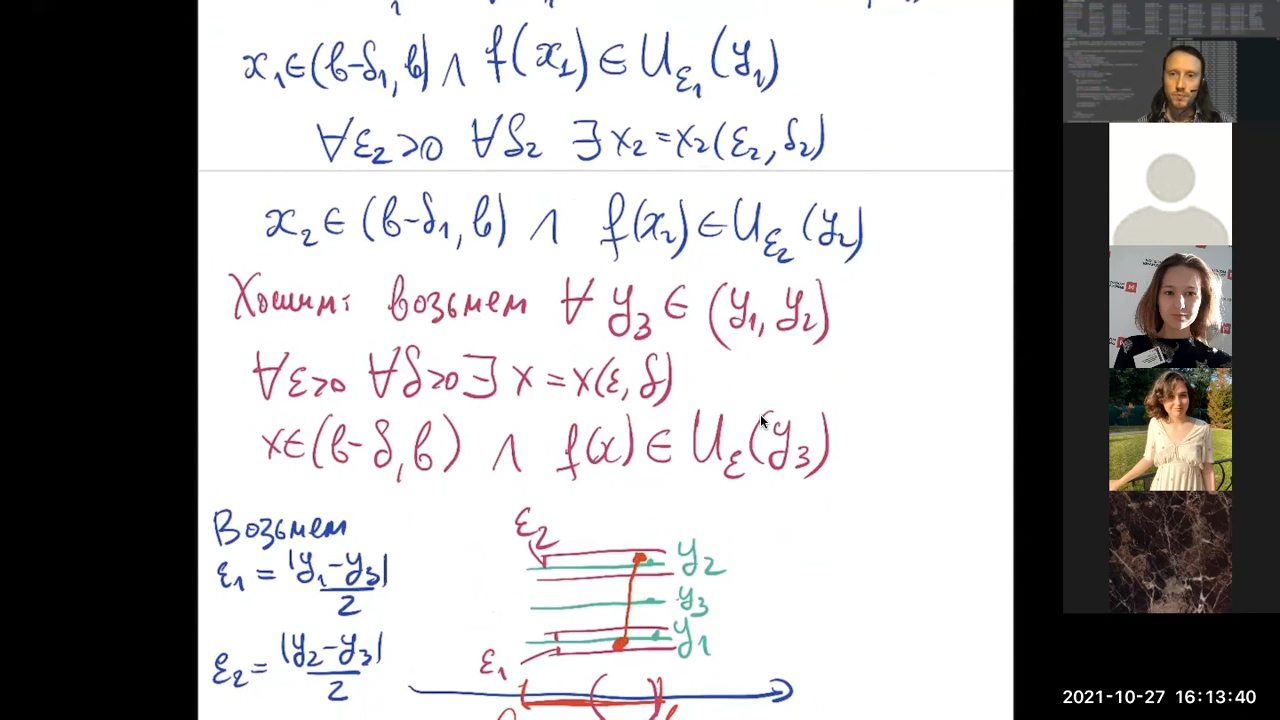 x₁∈(b-δ₁, b) ∧ f(x₁) ∈ U_ε₁(y₁)
∀ε₂>0 ∀δ₂ ∃ x₂=x₂(ε₂, δ₂)
x₂∈(b-δ₁, b) ∧ f(x₂)∈U_ε₂(y₂)
Хотим: возьмем ∀ y₃∈(y₁, y₂)
∀ε>0 ∀δ>0 ∃ x=x(ε, δ)
x∈(b-δ, b) ∧ f(x)∈U_ε(y₃)
Возьмем
ε₁ = |y₁-y₃|/2
ε₂ = |y₂-y₃|/2
ε₂
y₂
y₃
y₁
ε₁
2021-10-27 16:13:40